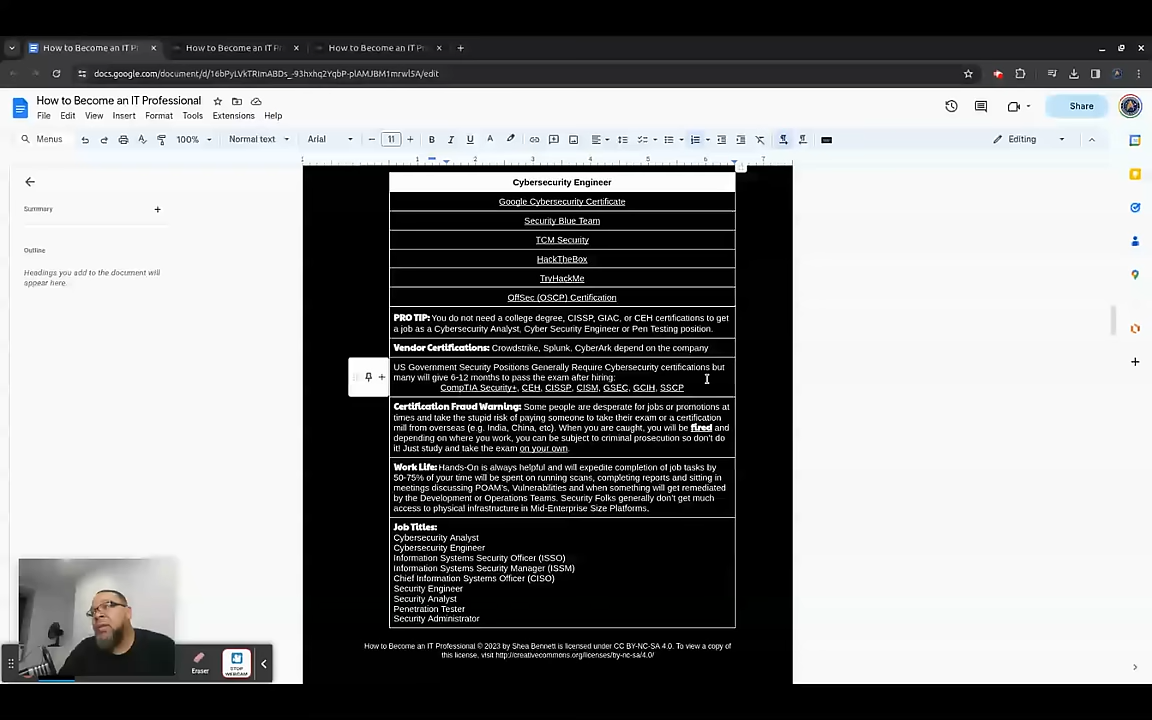 How to Become an IT P
How to Become an IT Pr
How to Become an IT Pr
docs.google.com/document/d/16bPyLVkTRImABDs_-93hxhq2YqbP-plAMJBM1mrwl5A/edit
How to Become an IT Professional
File Edit View Insert Format Tools Extensions Help
Share
Menus 100% Normal text Arial 11 Editing
1 1 2 3 4 5 6 7
Summary
Outline
Headings you add to the document will
appear here.
Cybersecurity Engineer
Google Cybersecurity Certificate
Security Blue Team
TCM Security
HackTheBox
TryHackMe
OffSec (OSCP) Certification
PRO TIP: You do not need a college degree, CISSP, GIAC, or CEH certifications to get
a job as a Cybersecurity Analyst, Cyber Security Engineer or Pen Testing position.
Vendor Certifications: Crowdstrike, Splunk, CyberArk depend on the company
US Government Security Positions Generally Require Cybersecurity certifications but
many will give 6-12 months to pass the exam after hiring:
CompTIA Security+, CEH, CISSP, CISM, GSEC, GCIH, SSCP
Certification Fraud Warning: Some people are desperate for jobs or promotions at
times and take the stupid risk of paying someone to take their exam or a certification
mill from overseas (e.g. India, China, etc). When you are caught, you will be fired and
depending on where you work, you can be subject to criminal prosecution so don't do
it! Just study and take the exam on your own.
Work Life: Hands-On is always helpful and will expedite completion of job tasks by
50-75% of your time will be spent on running scans, completing reports and sitting in
meetings discussing POAM's, Vulnerabilities and when something will get remediated
by the Development or Operations Teams. Security Folks generally don't get much
access to physical infrastructure in Mid-Enterprise Size Platforms.
Job Titles:
Cybersecurity Analyst
Cybersecurity Engineer
Information Systems Security Officer (ISSO)
Information Systems Security Manager (ISSM)
Chief Information Systems Officer (CISO)
Security Engineer
Security Analyst
Penetration Tester
Security Administrator
How to Become an IT Professional © 2023 by Shea Bennett is licensed under CC BY-NC-SA 4.0. To view a copy of
this license, visit http://creativecommons.org/licenses/by-nc-sa/4.0/
Eraser
STOP
WEBCAM